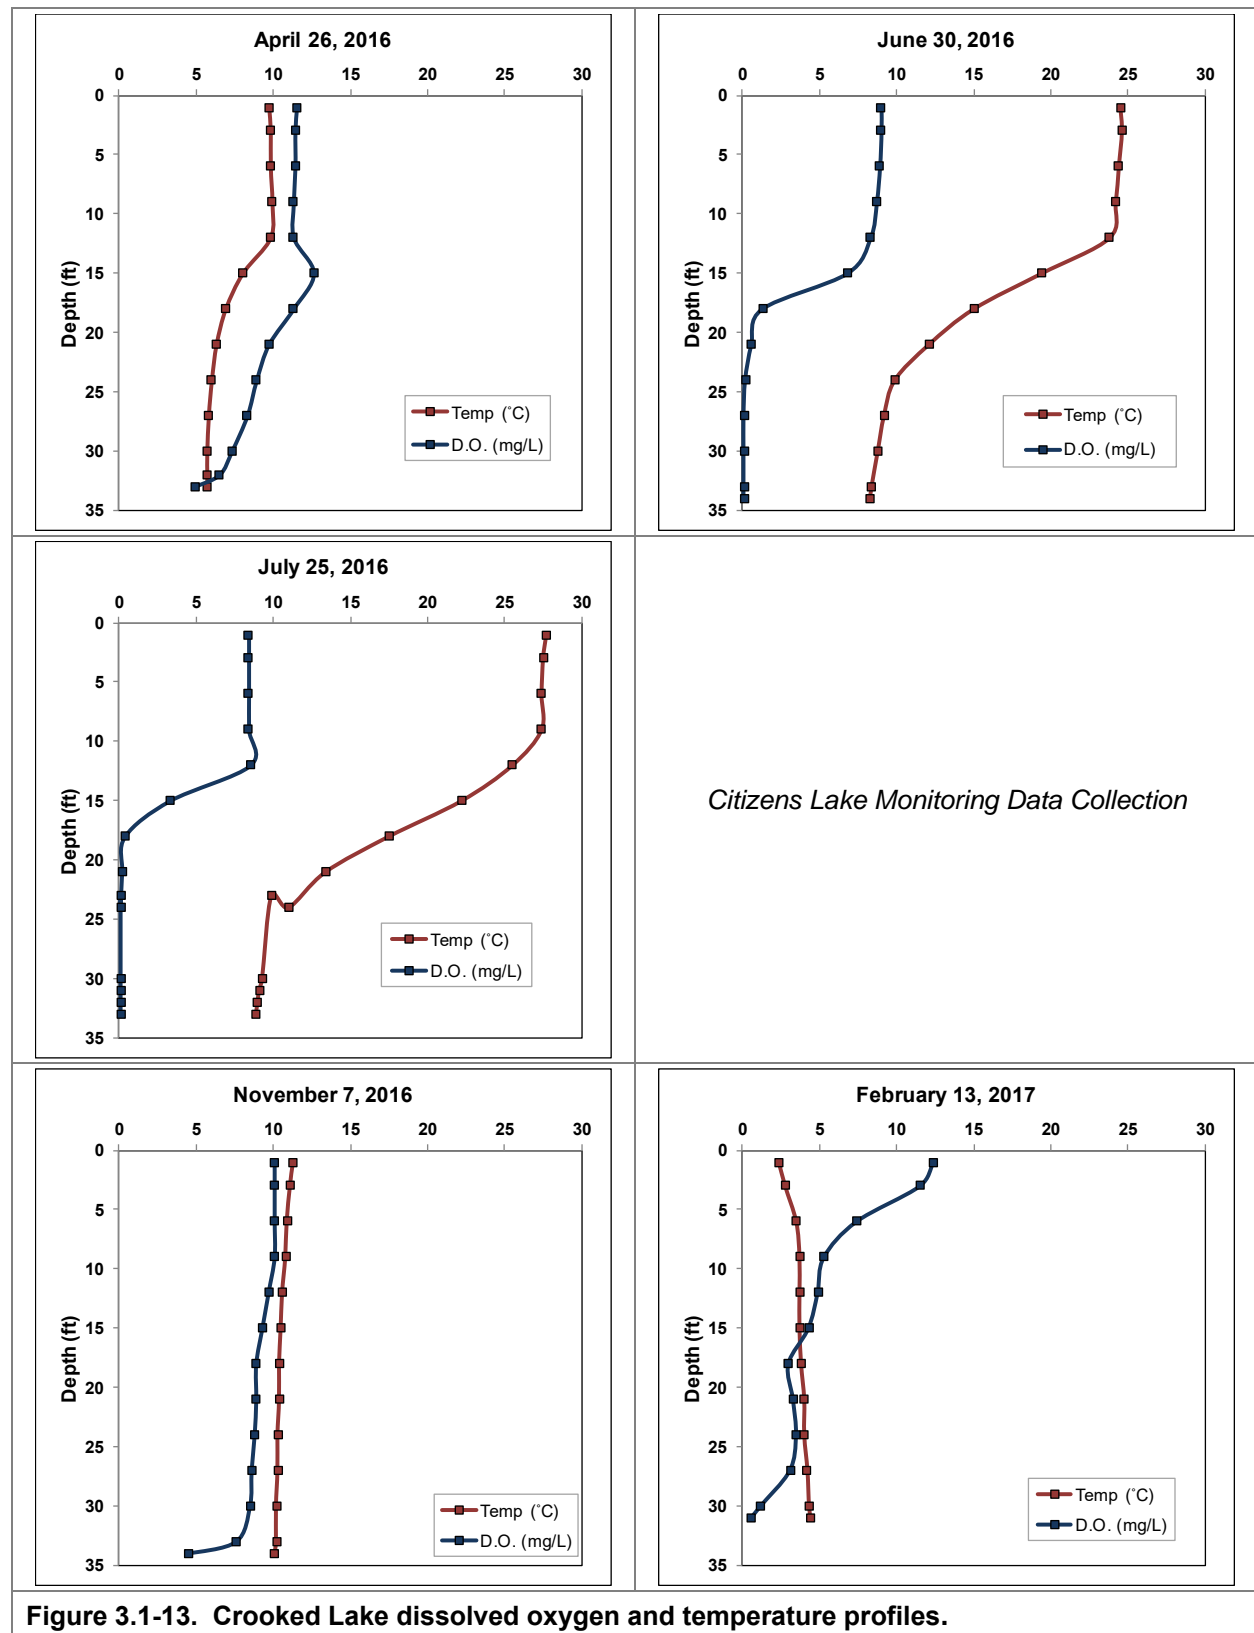 April 26, 2016
0 5 10 15 20 25 30
0
5
10
15
20
25
30
35
Depth (ft)
Temp (˚C)
D.O. (mg/L)
June 30, 2016
0 5 10 15 20 25 30
0
5
10
15
20
25
30
35
Depth (ft)
Temp (˚C)
D.O. (mg/L)
July 25, 2016
0 5 10 15 20 25 30
0
5
10
15
20
25
30
35
Depth (ft)
Temp (˚C)
D.O. (mg/L)
Citizens Lake Monitoring Data Collection
November 7, 2016
0 5 10 15 20 25 30
0
5
10
15
20
25
30
35
Depth (ft)
Temp (˚C)
D.O. (mg/L)
February 13, 2017
0 5 10 15 20 25 30
0
5
10
15
20
25
30
35
Depth (ft)
Temp (˚C)
D.O. (mg/L)
Figure 3.1-13. Crooked Lake dissolved oxygen and temperature profiles.